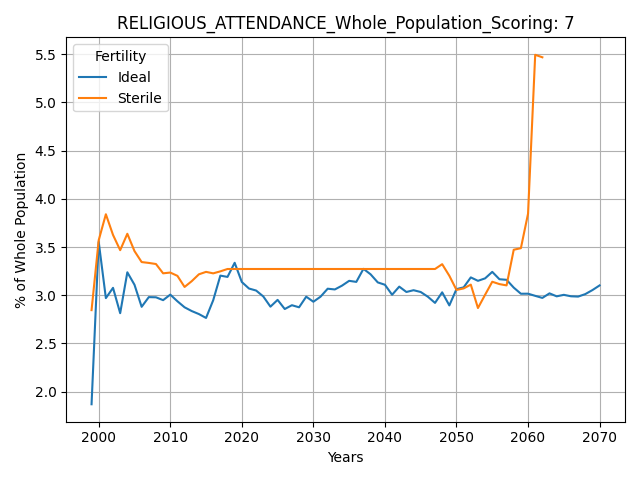 RELIGIOUS_ATTENDANCE_Whole_Population_Scoring: 7
Fertility
Ideal
Sterile
% of Whole Population
5.5
5.0
4.5
4.0
3.5
3.0
2.5
2.0
2000 2010 2020 2030 2040 2050 2060 2070
Years